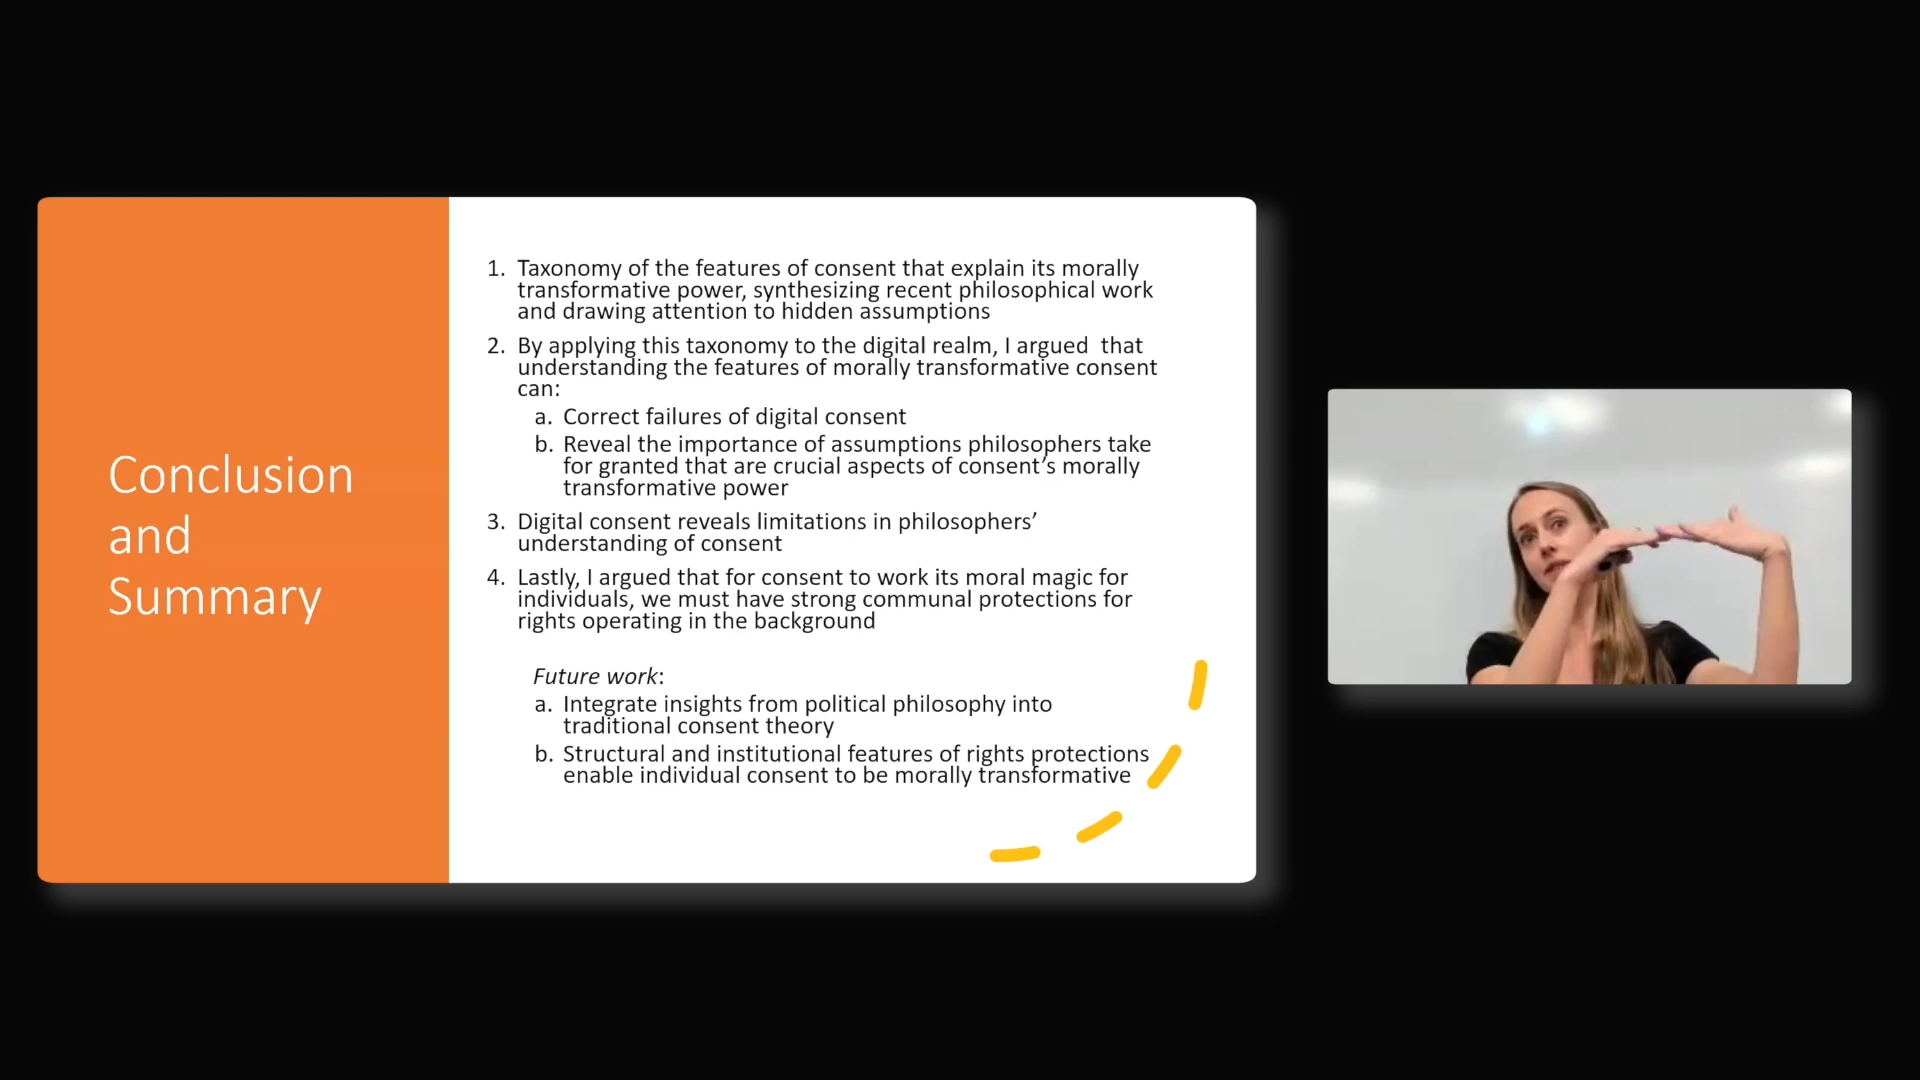 Conclusion
and
Summary
1. Taxonomy of the features of consent that explain its morally
transformative power, synthesizing recent philosophical work
and drawing attention to hidden assumptions
2. By applying this taxonomy to the digital realm, I argued  that
understanding the features of morally transformative consent
can:
a. Correct failures of digital consent
b. Reveal the importance of assumptions philosophers take
for granted that are crucial aspects of consent’s morally
transformative power
3. Digital consent reveals limitations in philosophers’
understanding of consent
4. Lastly, I argued that for consent to work its moral magic for
individuals, we must have strong communal protections for
rights operating in the background
Future work:
a. Integrate insights from political philosophy into
traditional consent theory
b. Structural and institutional features of rights protections
enable individual consent to be morally transformative